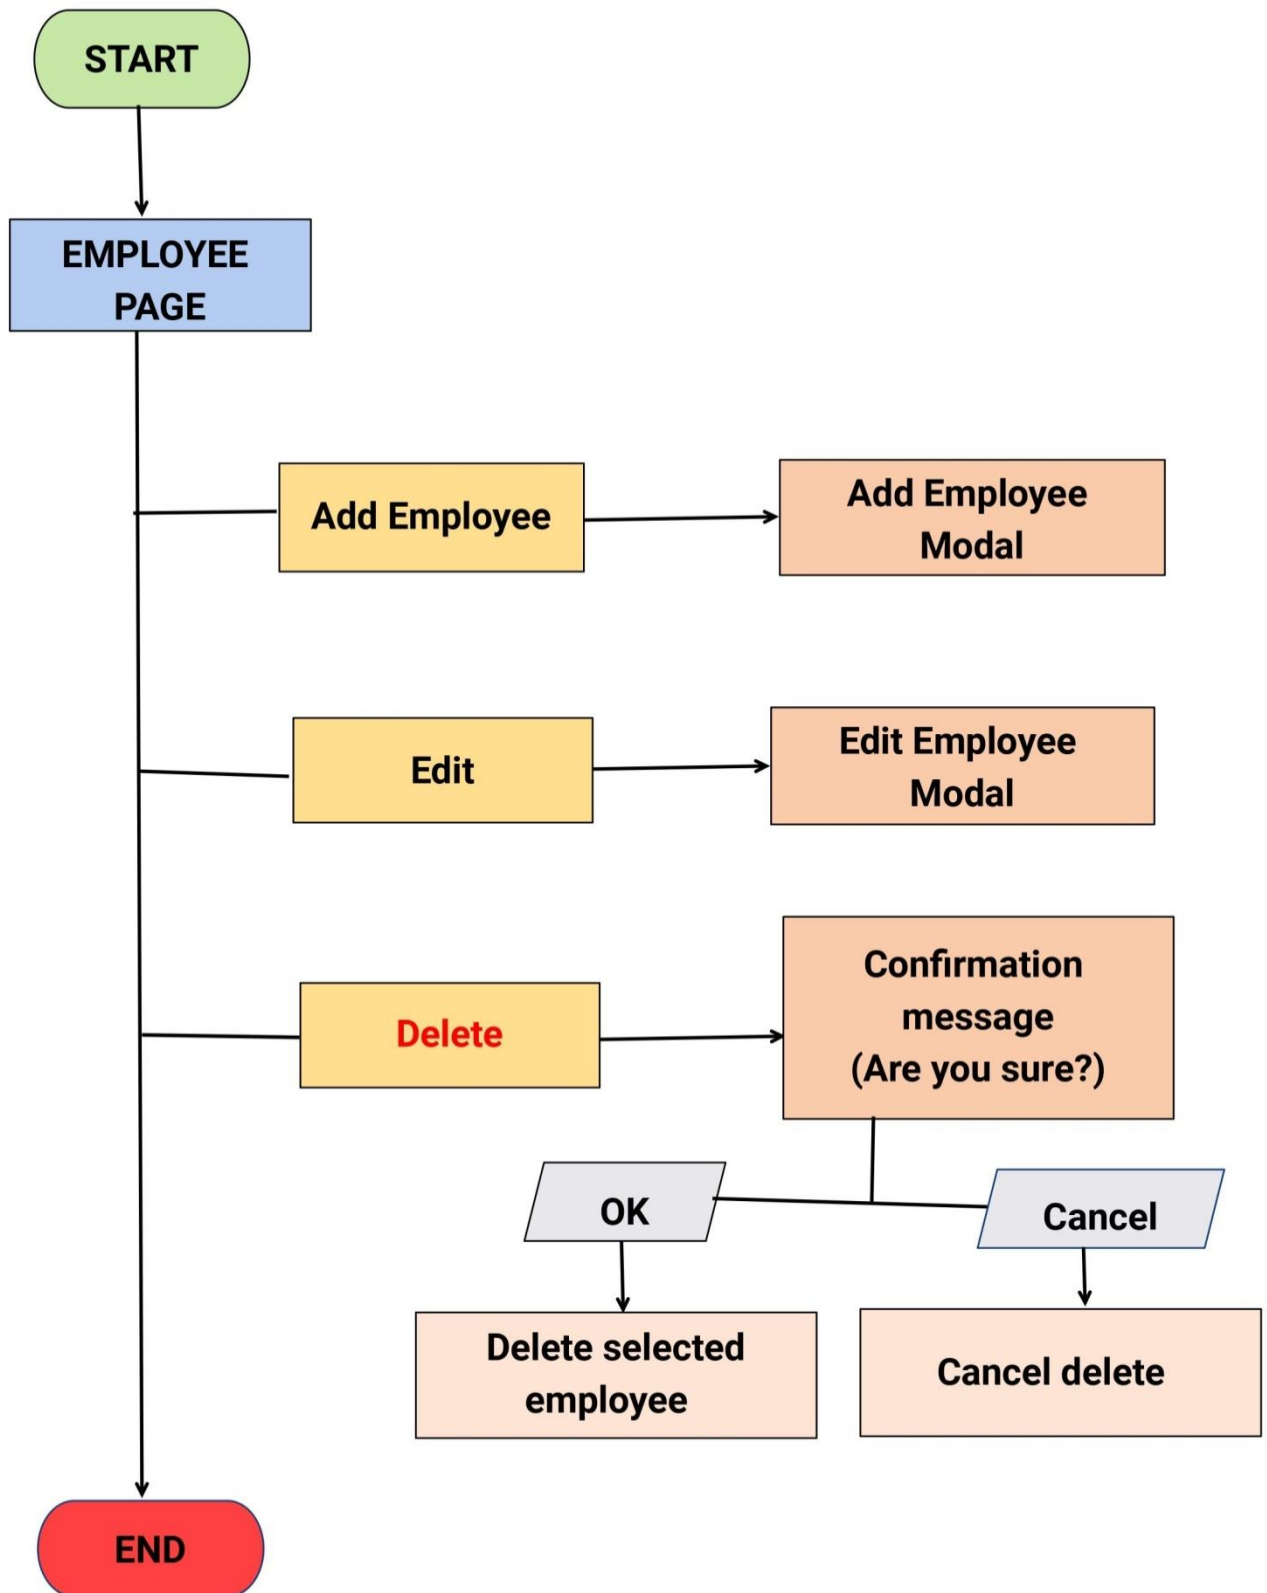 START
EMPLOYEE
PAGE
Add Employee
Add Employee
Modal
Edit
Edit Employee
Modal
Delete
Confirmation
message
(Are you sure?)
OK
Cancel
Delete selected
employee
Cancel delete
END